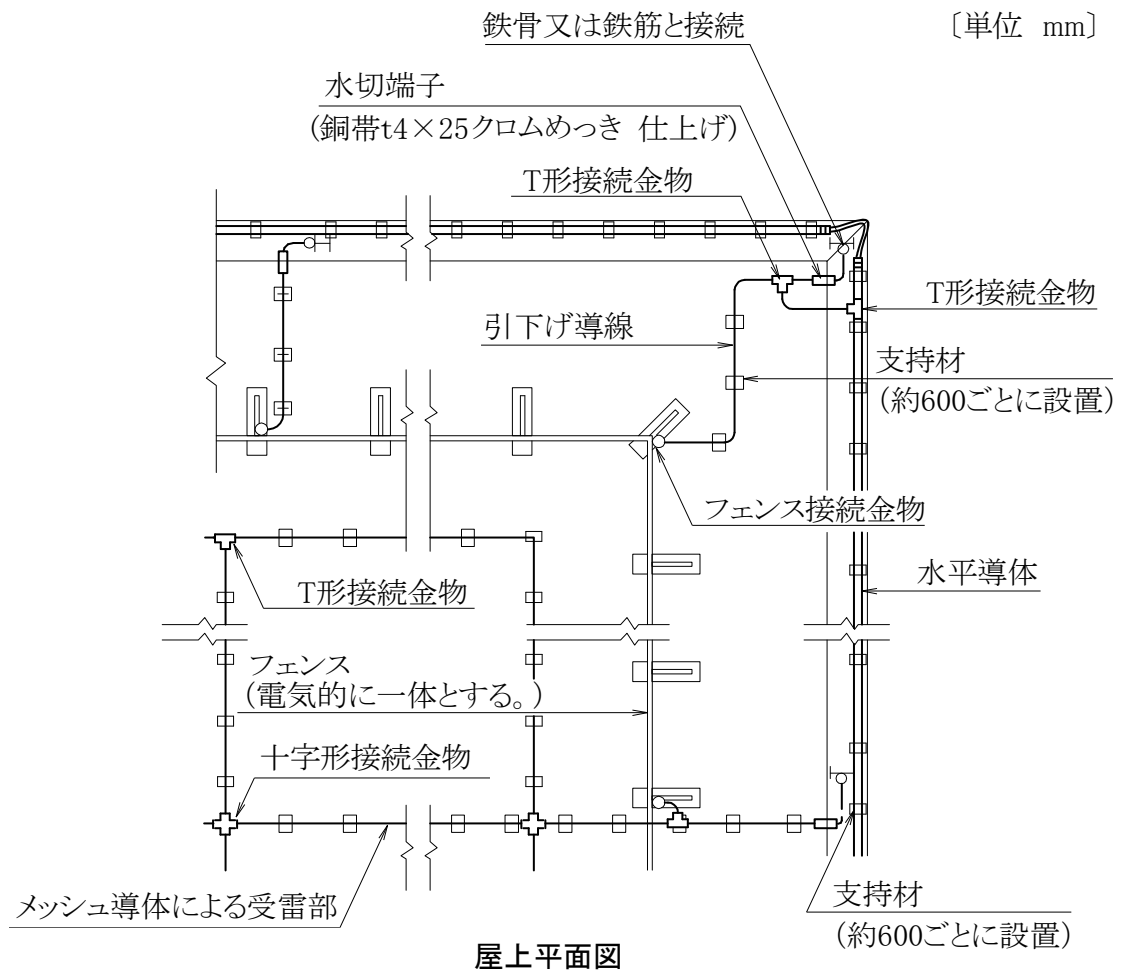 鉄骨又は鉄筋と接続
〔単位 mm〕
水切端子
(銅帯t4×25クロムめっき 仕上げ)
T形接続金物
T形接続金物
引下げ導線
支持材
(約600ごとに設置)
フェンス接続金物
水平導体
T形接続金物
フェンス
(電気的に一体とする。)
十字形接続金物
メッシュ導体による受雷部
支持材
(約600ごとに設置)
屋上平面図